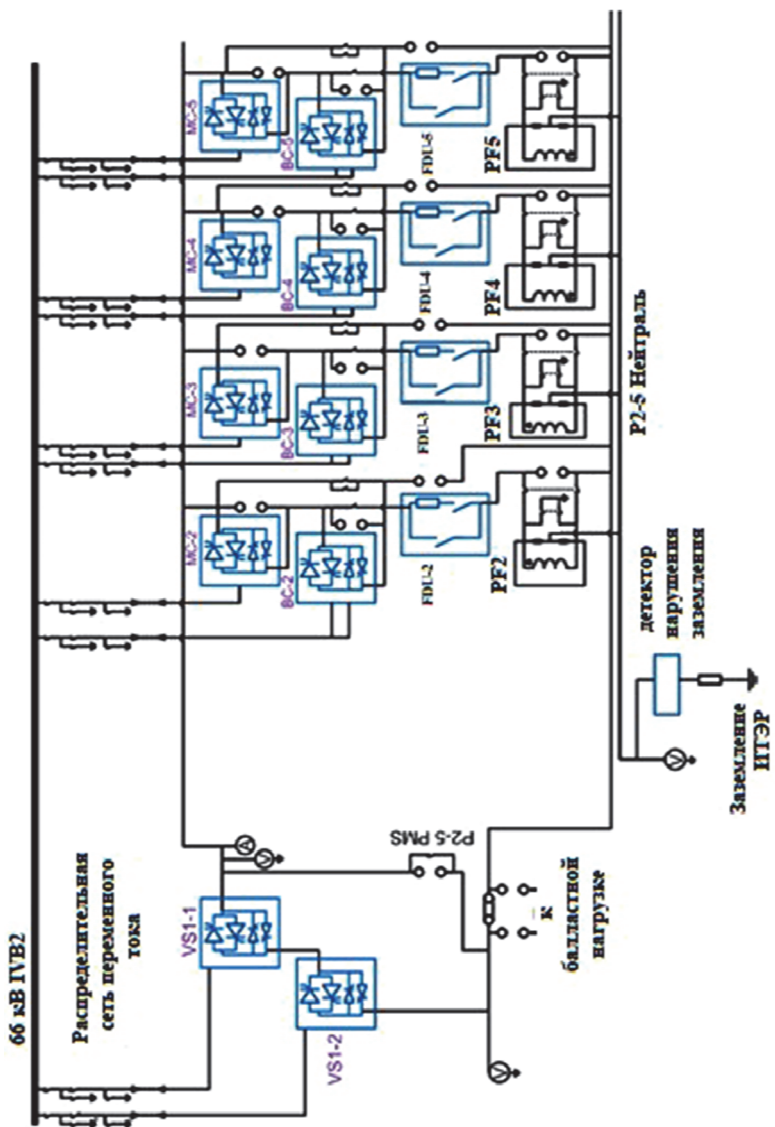 66 кВ IVB2
Распределительная
сеть переменного
тока
VS1-1
VS1-2
A
V
V
P2-5 PMS
к
балластной
нагрузке
MC-2
BC-2
FDU-2
PF2
MC-3
BC-3
FDU-3
PF3
MC-4
BC-4
FDU-4
PF4
MC-5
BC-5
FDU-5
PF5
P2-5 Нейтраль
детектор
нарушения
заземления
V
Заземление
ИТЭР